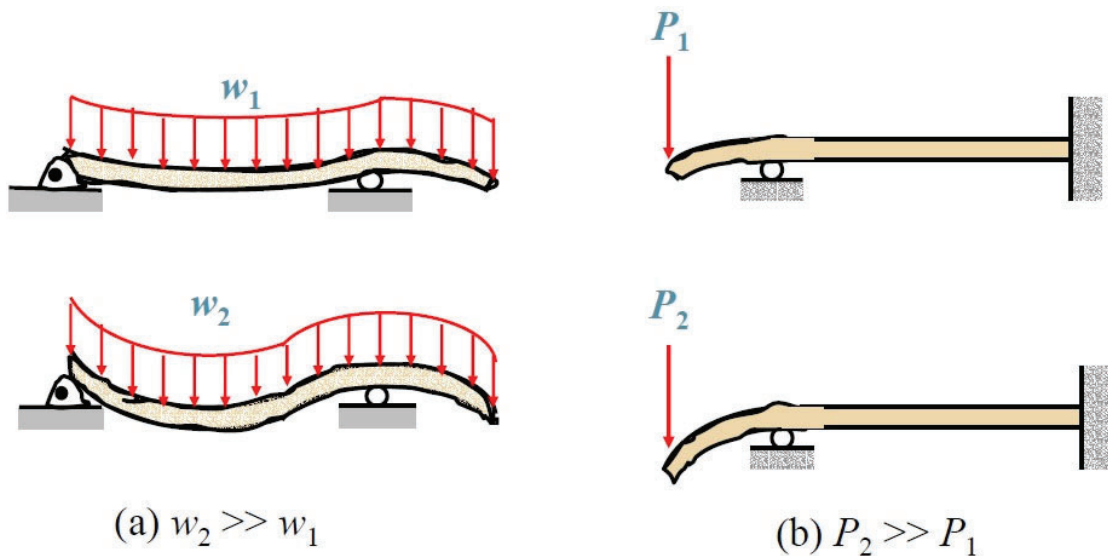 w₁
P₁
w₂
P₂
(a) w₂ >> w₁
(b) P₂ >> P₁